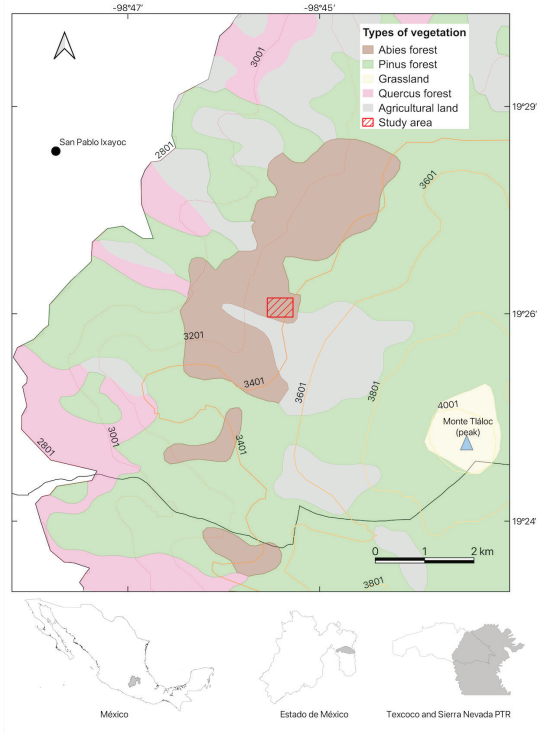 -98°47'
-98°45'
Types of vegetation
Abies forest
Pinus forest
Grassland
Quercus forest
Agricultural land
Study area
3001
19°29'
San Pablo Ixayoc
2801
3601
19°26'
3201
3401
3601
3801
4001
Monte Tláloc
(peak)
3001
3401
2801
19°24'
0 1 2 km
3801
México
Estado de México
Texcoco and Sierra Nevada PTR